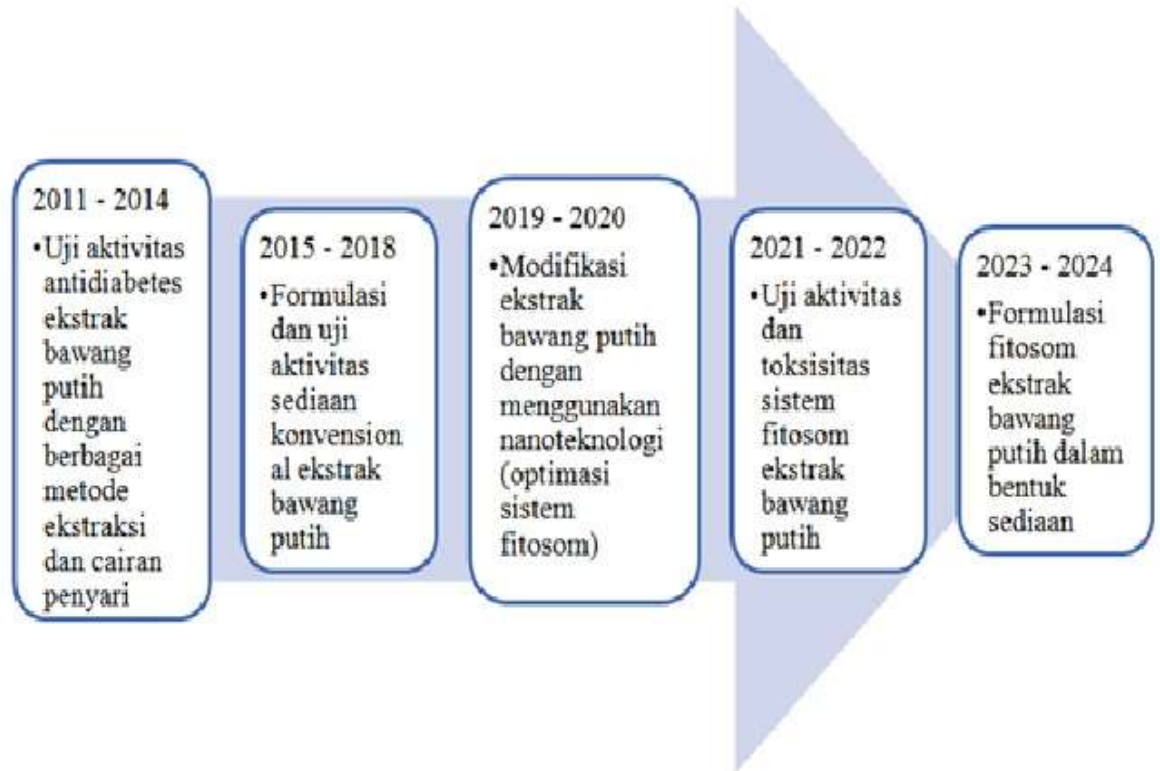 2011 - 2014
•Uji aktivitas
antidiabetes
ekstrak
bawang
putih
dengan
berbagai
metode
ekstraksi
dan cairan
penyari
2015 - 2018
•Formulasi
dan uji
aktivitas
sediaan
konvension
al ekstrak
bawang
putih
2019 - 2020
•Modifikasi
ekstrak
bawang putih
dengan
menggunakan
nanoteknologi
(optimasi
sistem
fitosom)
2021 - 2022
•Uji aktivitas
dan
toksisitas
sistem
fitosom
ekstrak
bawang
putih
2023 - 2024
•Formulasi
fitosom
ekstrak
bawang
putih dalam
bentuk
sediaan